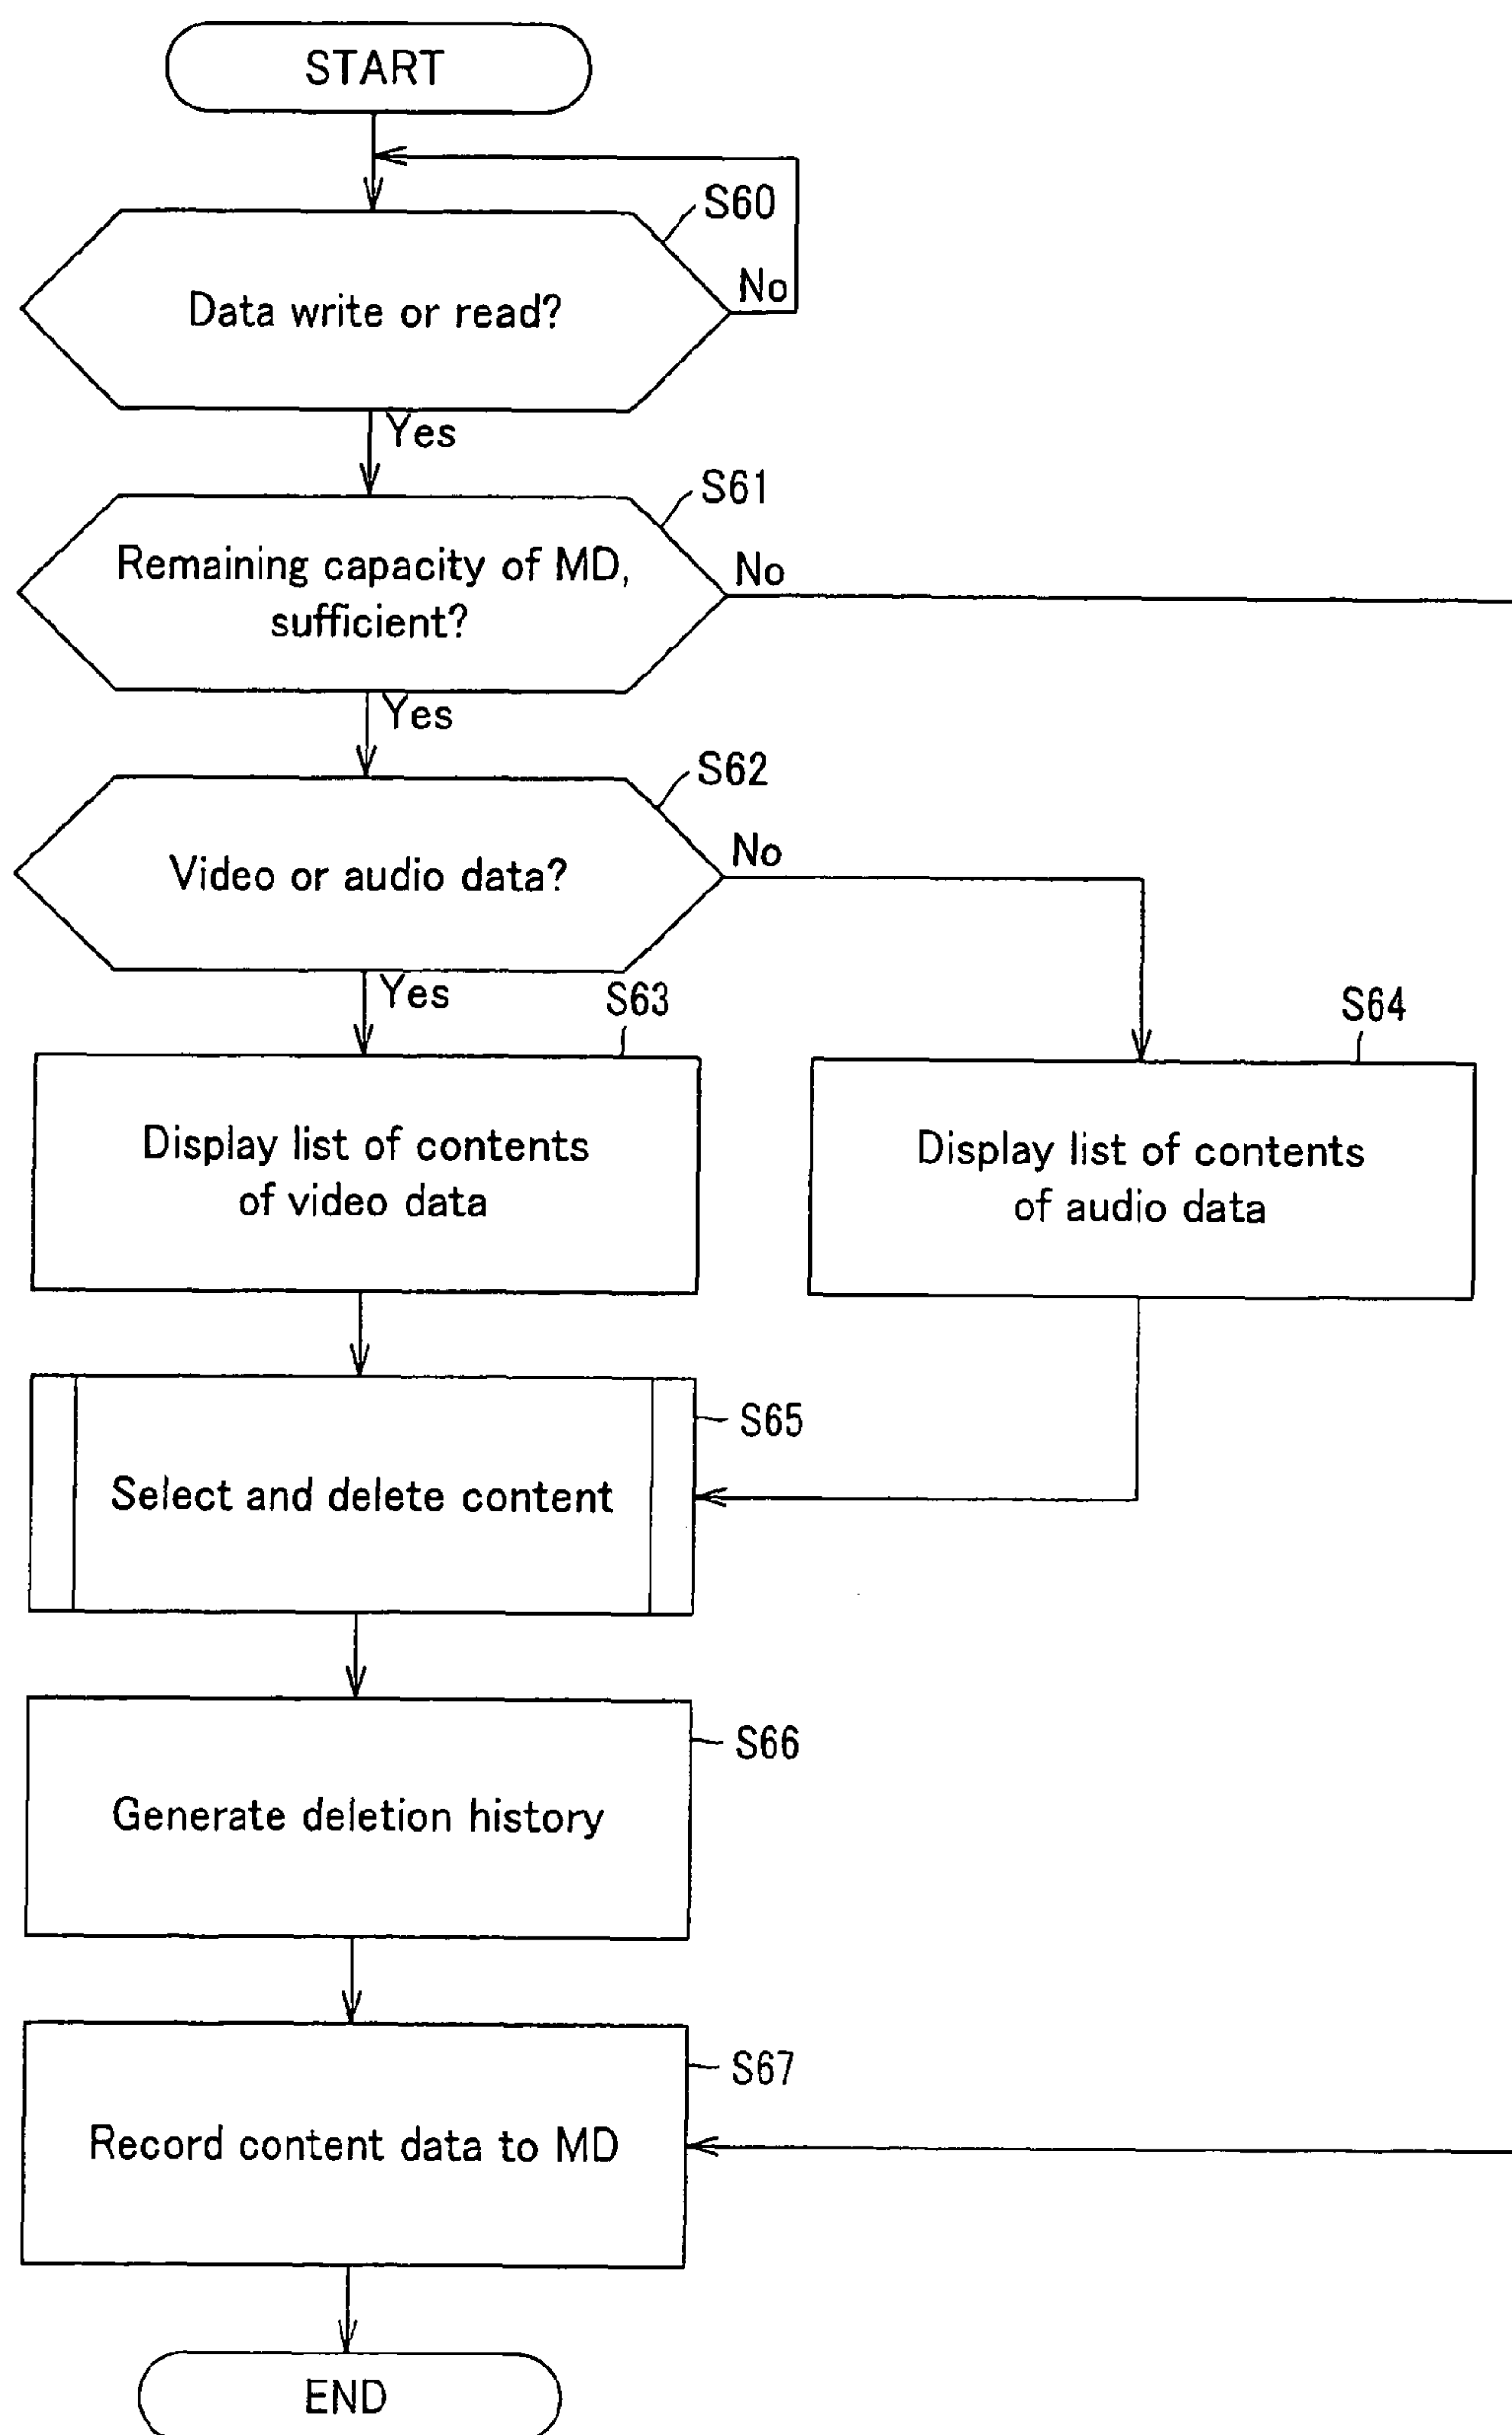 START
S60
Data write or read?
No
Yes
S61
Remaining capacity of MD,
sufficient?
No
Yes
S62
Video or audio data?
No
Yes
S63
S64
Display list of contents
of video data
Display list of contents
of audio data
S65
Select and delete content
S66
Generate deletion history
S67
Record content data to MD
END